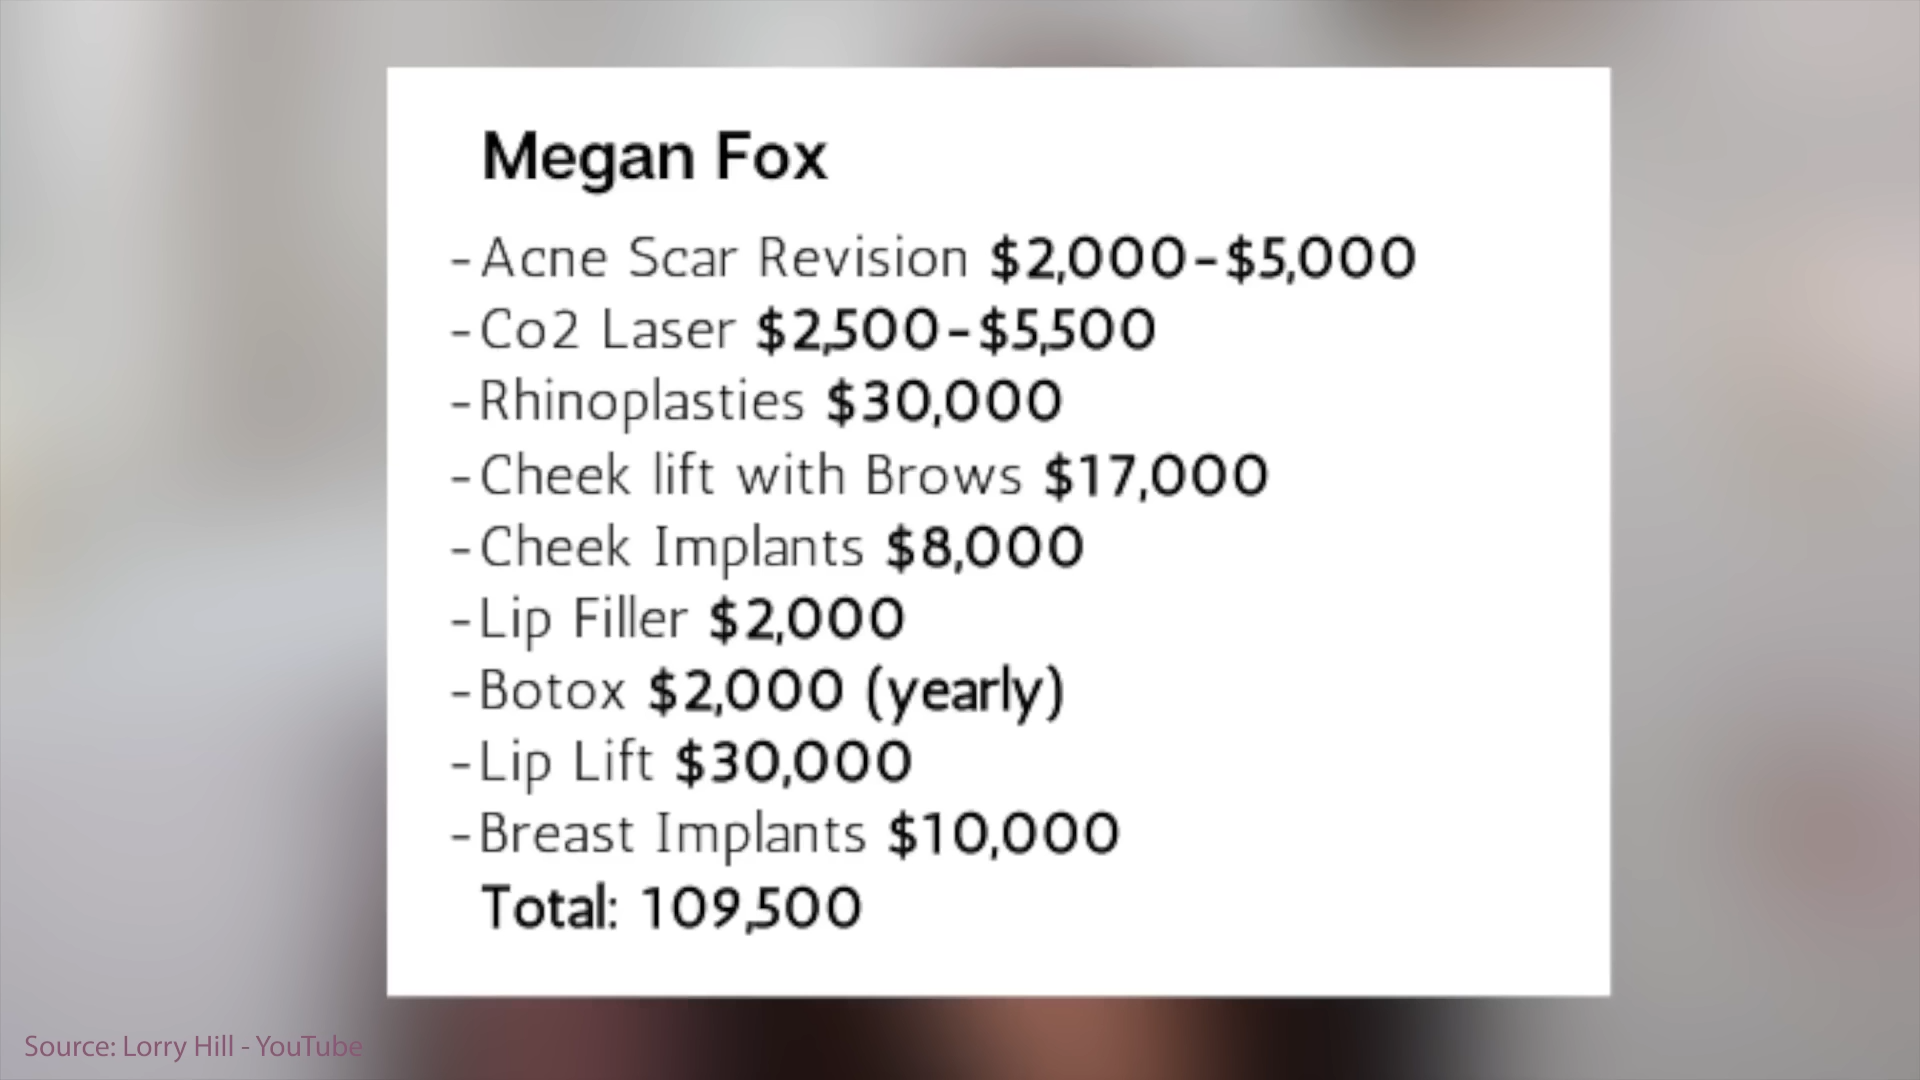 Megan Fox
-Acne Scar Revision $2,000-$5,000
-Co2 Laser $2,500-$5,500
-Rhinoplasties $30,000
-Cheek lift with Brows $17,000
-Cheek Implants $8,000
-Lip Filler $2,000
-Botox $2,000 (yearly)
-Lip Lift $30,000
-Breast Implants $10,000
Total: 109,500
Source: Lorry Hill - YouTube